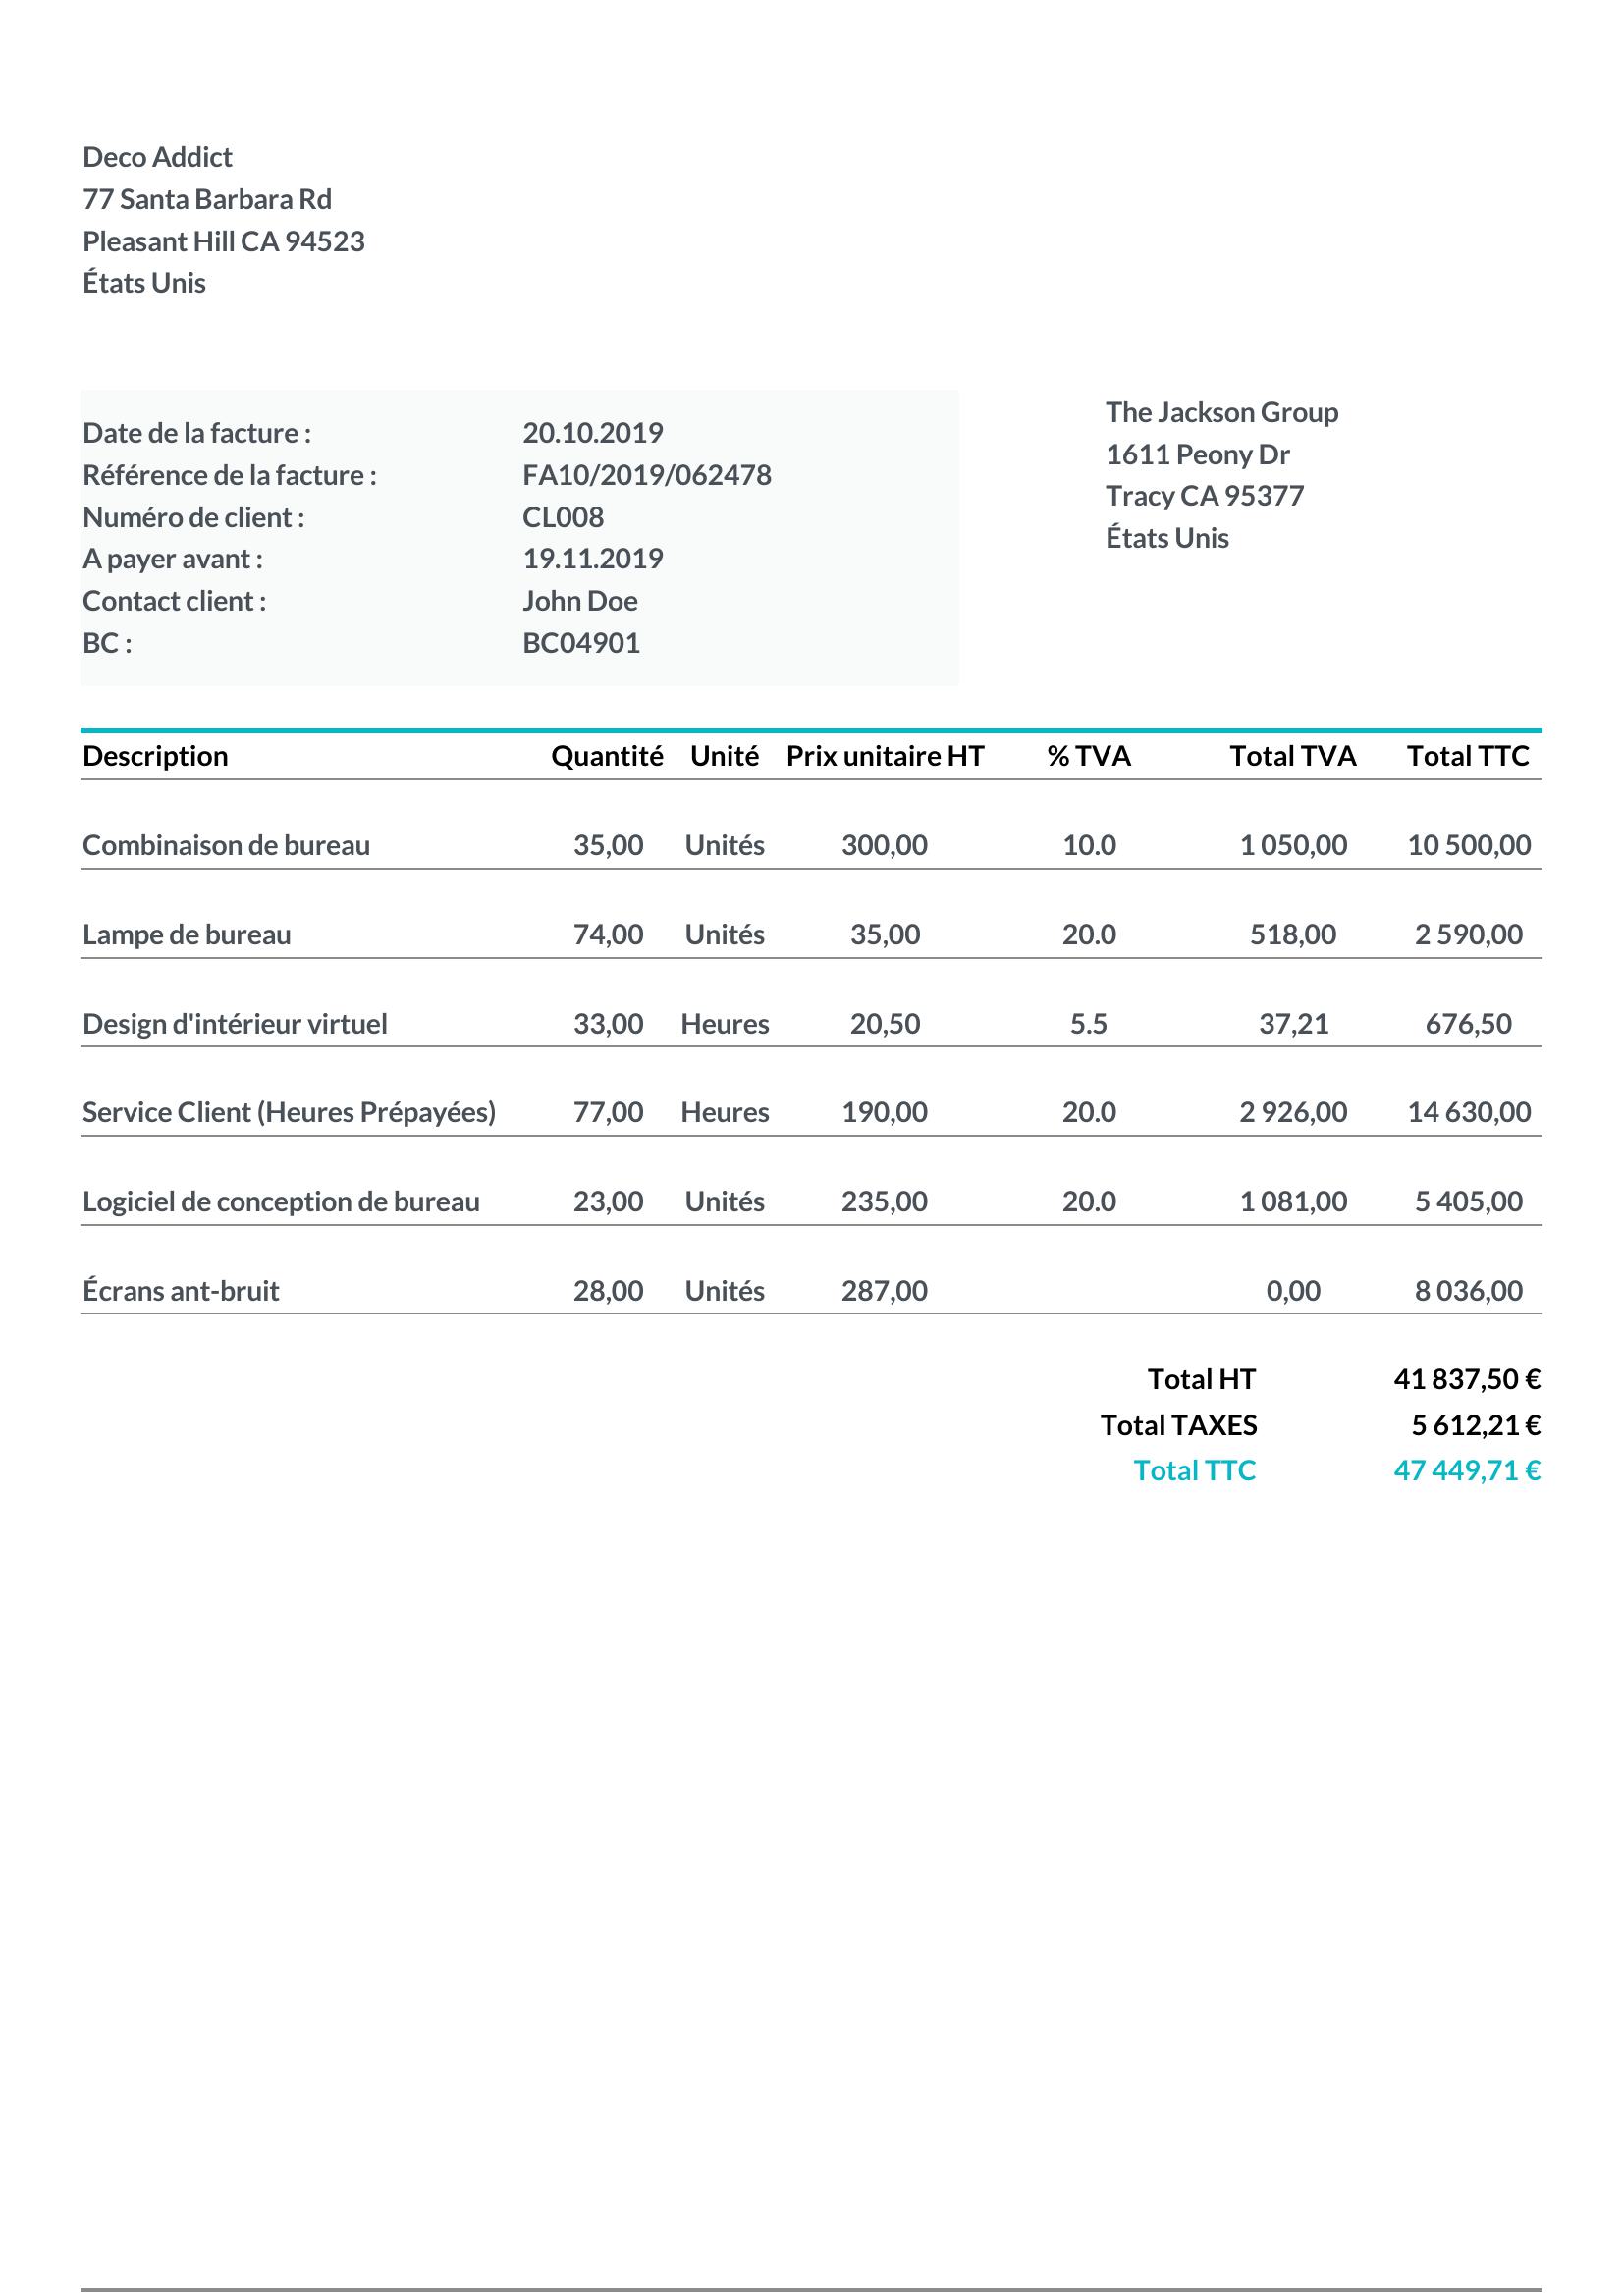 Deco Addict
77 Santa Barbara Rd
Pleasant Hill CA 94523
États Unis
Date de la facture : 20.10.2019
Référence de la facture : FA10/2019/062478
Numéro de client : CL008
A payer avant : 19.11.2019
Contact client : John Doe
BC : BC04901
The Jackson Group
1611 Peony Dr
Tracy CA 95377
États Unis
Description Quantité Unité Prix unitaire HT % TVA Total TVA Total TTC
Combinaison de bureau 35,00 Unités 300,00 10.0 1 050,00 10 500,00
Lampe de bureau 74,00 Unités 35,00 20.0 518,00 2 590,00
Design d'intérieur virtuel 33,00 Heures 20,50 5.5 37,21 676,50
Service Client (Heures Prépayées) 77,00 Heures 190,00 20.0 2 926,00 14 630,00
Logiciel de conception de bureau 23,00 Unités 235,00 20.0 1 081,00 5 405,00
Écrans ant-bruit 28,00 Unités 287,00 0,00 8 036,00
Total HT 41 837,50 €
Total TAXES 5 612,21 €
Total TTC 47 449,71 €